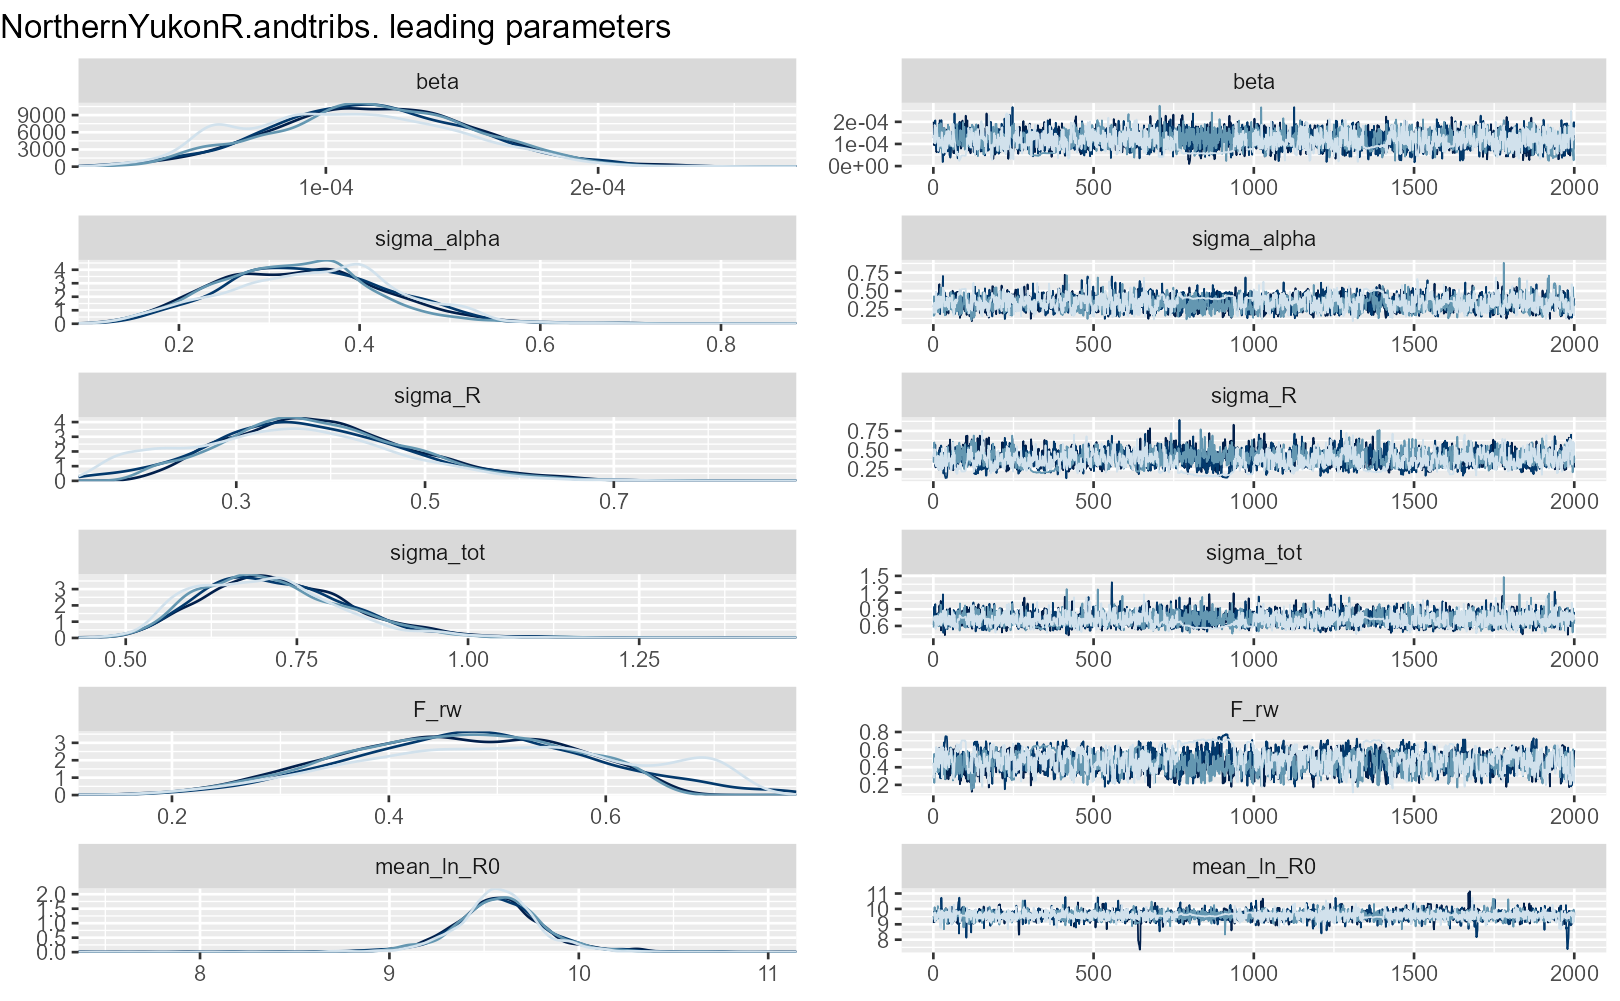 NorthernYukonR.andtribs. leading parameters
beta
9000
6000
3000
0
1e-04 2e-04
beta
2e-04
1e-04
0e+00
0 500 1000 1500 2000
sigma_alpha
4
3
2
1
0
0.2 0.4 0.6 0.8
sigma_alpha
0.75
0.50
0.25
0 500 1000 1500 2000
sigma_R
4
3
2
1
0
0.3 0.5 0.7
sigma_R
0.75
0.50
0.25
0 500 1000 1500 2000
sigma_tot
3
2
1
0
0.50 0.75 1.00 1.25
sigma_tot
1.5
1.2
0.9
0.6
0 500 1000 1500 2000
F_rw
3
2
1
0
0.2 0.4 0.6
F_rw
0.8
0.6
0.4
0.2
0 500 1000 1500 2000
mean_ln_R0
2.0
1.5
1.0
0.5
0.0
8 9 10 11
mean_ln_R0
11
10
9
8
0 500 1000 1500 2000